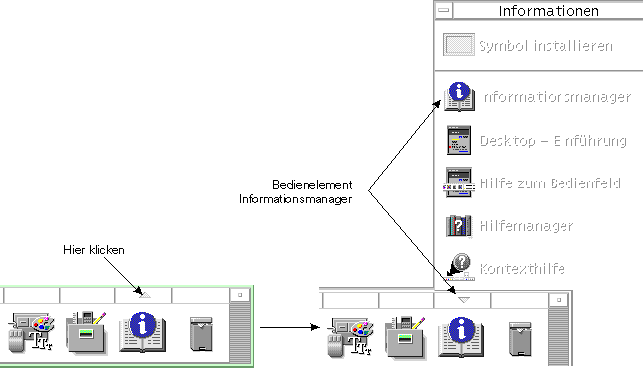 Informationen
Symbol installieren
Informationsmanager
Desktop – Einführung
Bedienelement
Informationsmanager
Hilfe zum Bedienfeld
Hilfemanager
Hier klicken
Kontexthilfe